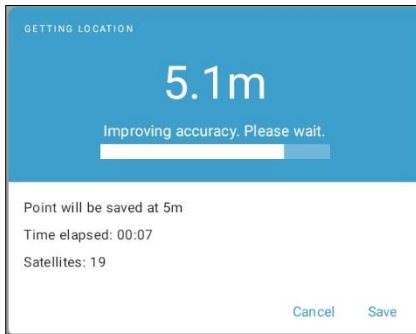 GETTING LOCATION
5.1m
Improving accuracy. Please wait.
Point will be saved at 5m
Time elapsed: 00:07
Satellites: 19
Cancel Save